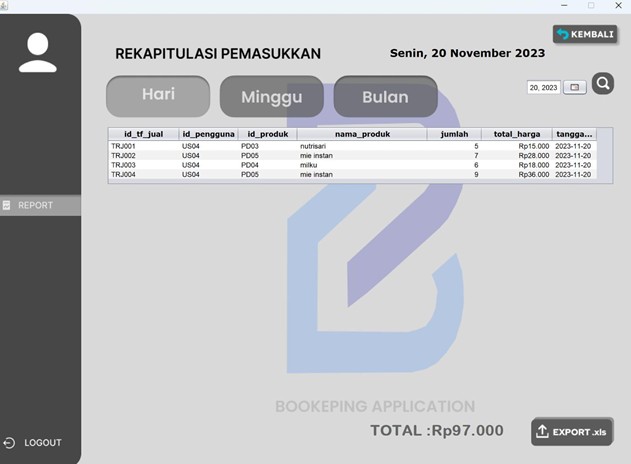 KEMBALI
REKAPITULASI PEMASUKKAN
Senin, 20 November 2023
Hari
Minggu
Bulan
20, 2023
id_tf_jual id_pengguna id_produk nama_produk jumlah total_harga tangga...
TRJ001 US04 PD03 nutrisari 5 Rp15.000 2023-11-20
TRJ002 US04 PD05 mie instan 7 Rp28.000 2023-11-20
TRJ003 US04 PD04 milku 6 Rp18.000 2023-11-20
TRJ004 US04 PD05 mie instan 9 Rp36.000 2023-11-20
REPORT
BOOKEPING APPLICATION
TOTAL :Rp97.000
EXPORT .xls
LOGOUT